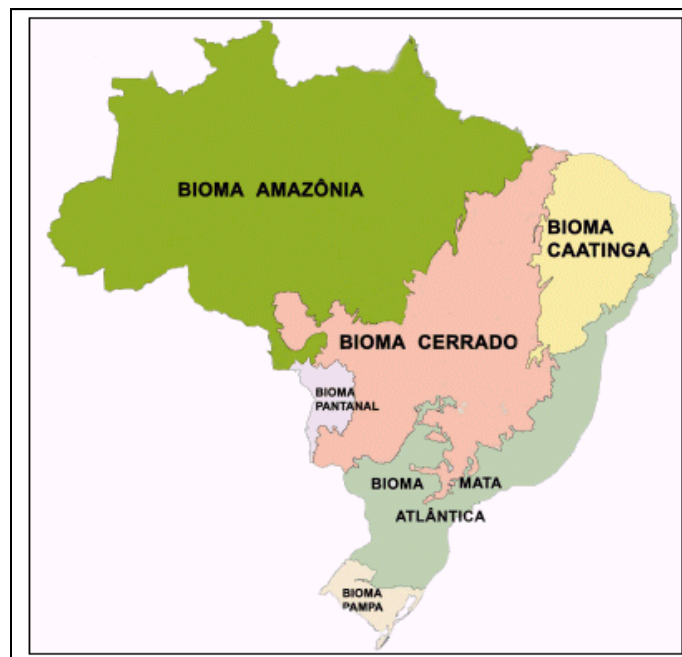 BIOMA AMAZÔNIA
BIOMA
CAATINGA
BIOMA CERRADO
BIOMA
PANTANAL
BIOMA MATA
ATLÂNTICA
BIOMA
PAMPA